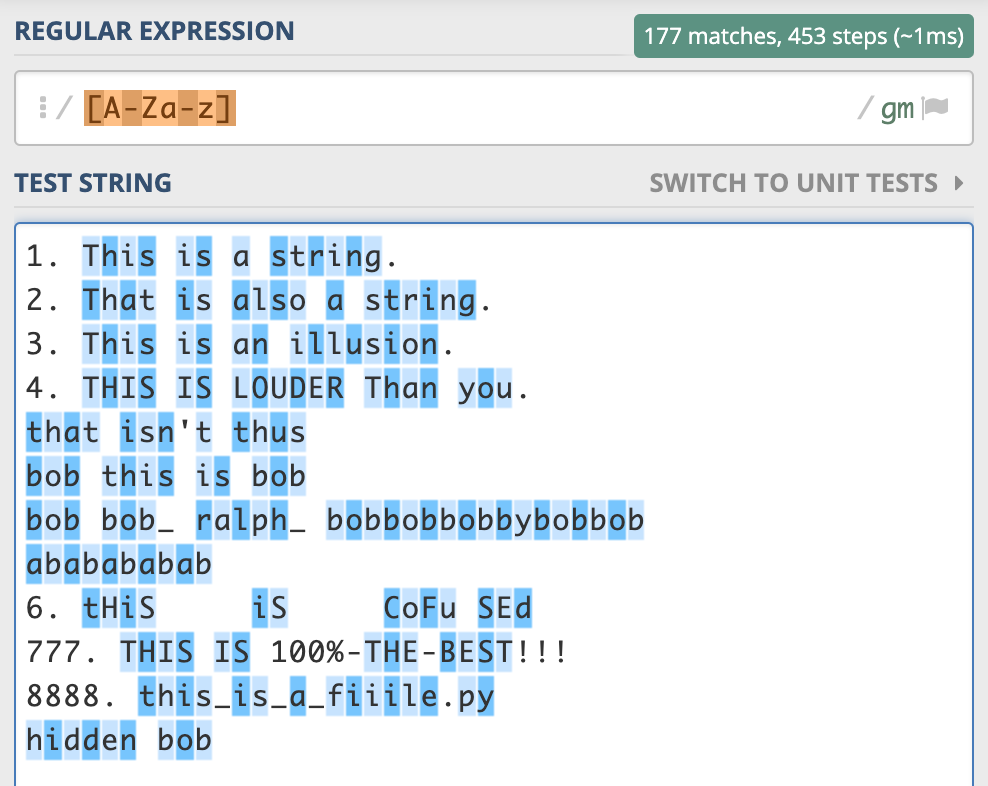 REGULAR EXPRESSION
177 matches, 453 steps (~1ms)
/ [A-Za-z] / gm
TEST STRING
SWITCH TO UNIT TESTS
1. This is a string.
2. That is also a string.
3. This is an illusion.
4. THIS IS LOUDER Than you.
that isn't thus
bob this is bob
bob bob_ ralph_ bobbobbobbybobbob
ababababab
6. tHiS     iS     CoFu SEd
777. THIS IS 100%-THE-BEST!!!
8888. this_is_a_fiiile.py
hidden bob